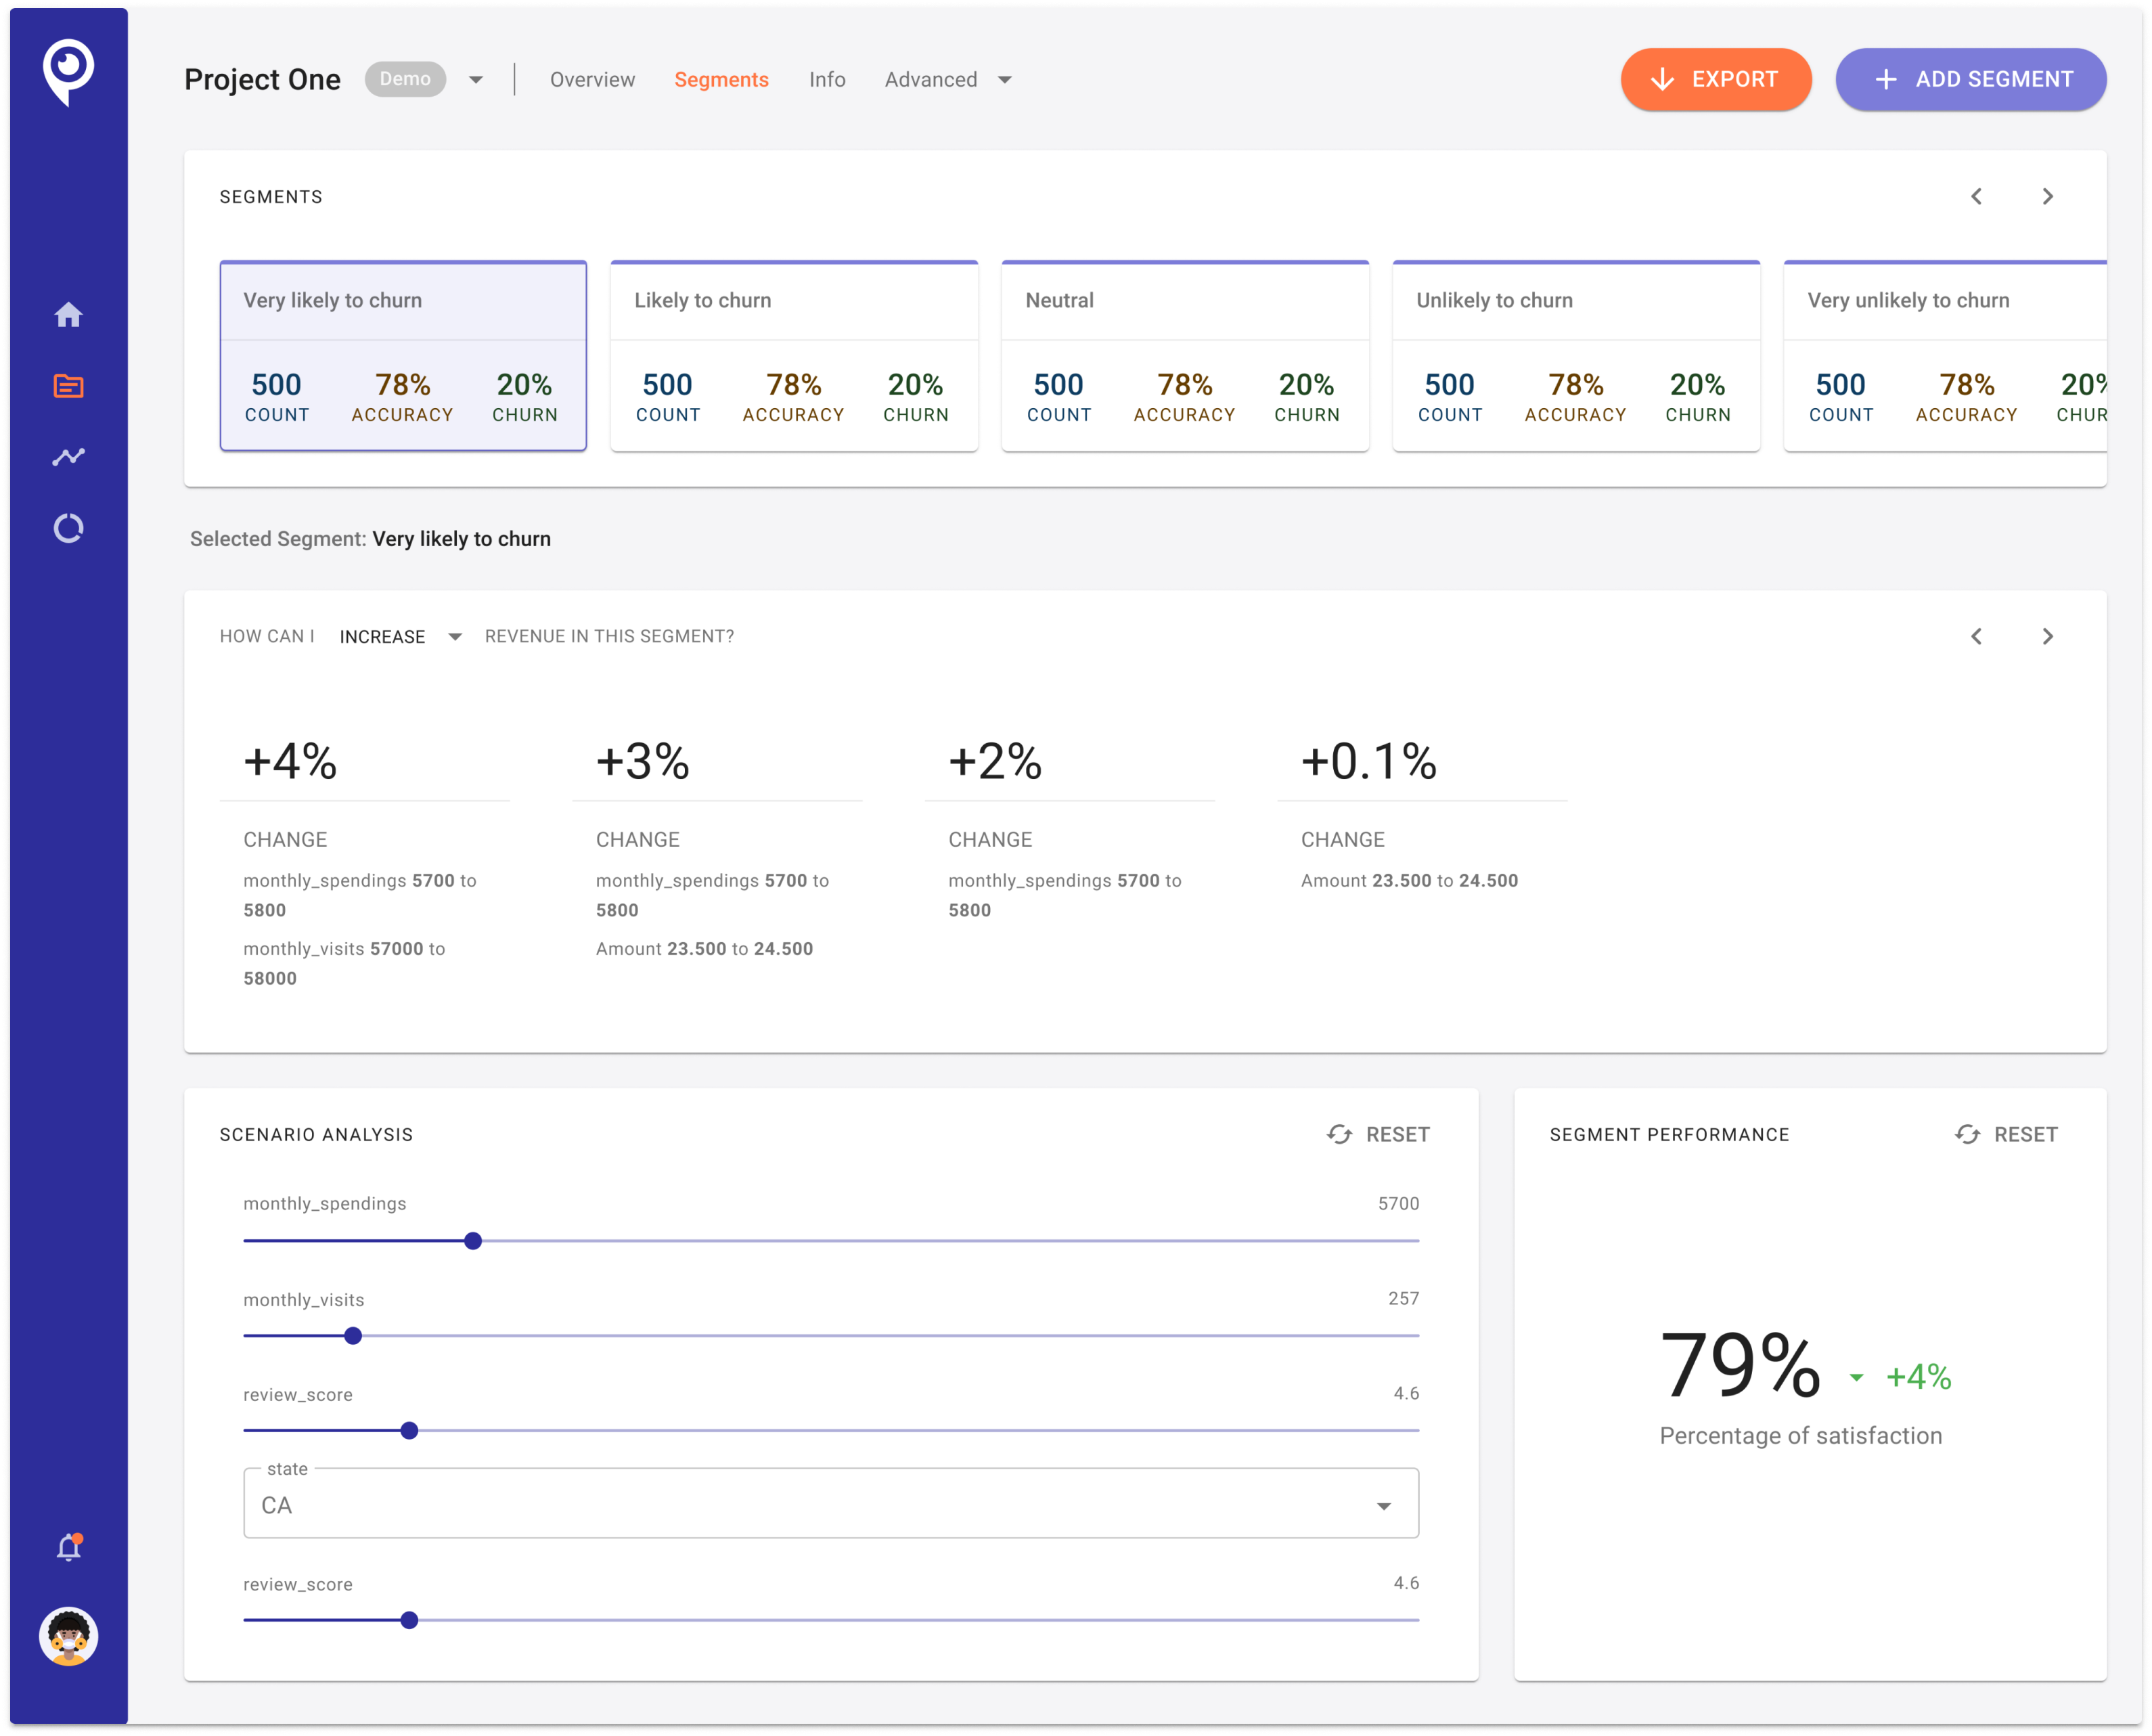 Project One Demo Overview Segments Info Advanced EXPORT ADD SEGMENT
SEGMENTS
Very likely to churn
500 78% 20%
COUNT ACCURACY CHURN
Likely to churn
500 78% 20%
COUNT ACCURACY CHURN
Neutral
500 78% 20%
COUNT ACCURACY CHURN
Unlikely to churn
500 78% 20%
COUNT ACCURACY CHURN
Very unlikely to churn
500 78% 20%
COUNT ACCURACY CHUR
Selected Segment: Very likely to churn
HOW CAN I INCREASE REVENUE IN THIS SEGMENT?
+4%
CHANGE
monthly_spendings 5700 to
5800
monthly_visits 57000 to
58000
+3%
CHANGE
monthly_spendings 5700 to
5800
Amount 23.500 to 24.500
+2%
CHANGE
monthly_spendings 5700 to
5800
+0.1%
CHANGE
Amount 23.500 to 24.500
SCENARIO ANALYSIS RESET
monthly_spendings 5700
monthly_visits 257
review_score 4.6
state
CA
review_score 4.6
SEGMENT PERFORMANCE RESET
79% +4%
Percentage of satisfaction